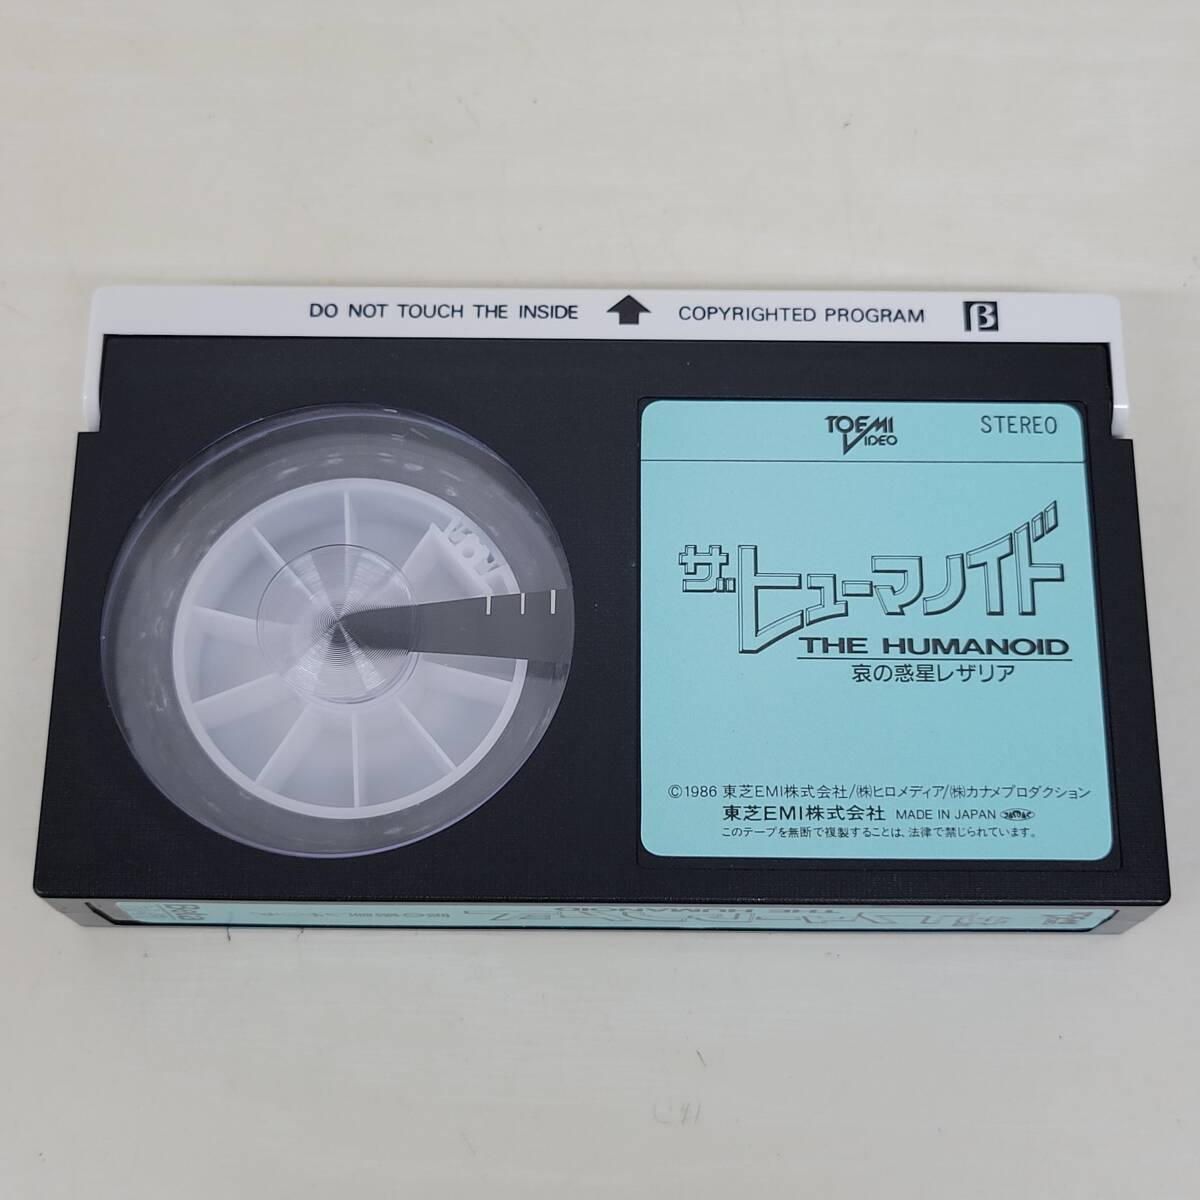 DO NOT TOUCH THE INSIDE COPYRIGHTED PROGRAM β
TOEMI VIDEO STEREO
ザ・ヒューマノイド
THE HUMANOID
哀の惑星レザリア
©1986 東芝EMI株式会社/㈱ヒロメディア/㈱カナメプロダクション
東芝EMI株式会社 MADE IN JAPAN
このテープを無断で複製することは、法律で禁じられています。
Beta
THE HUMANOID